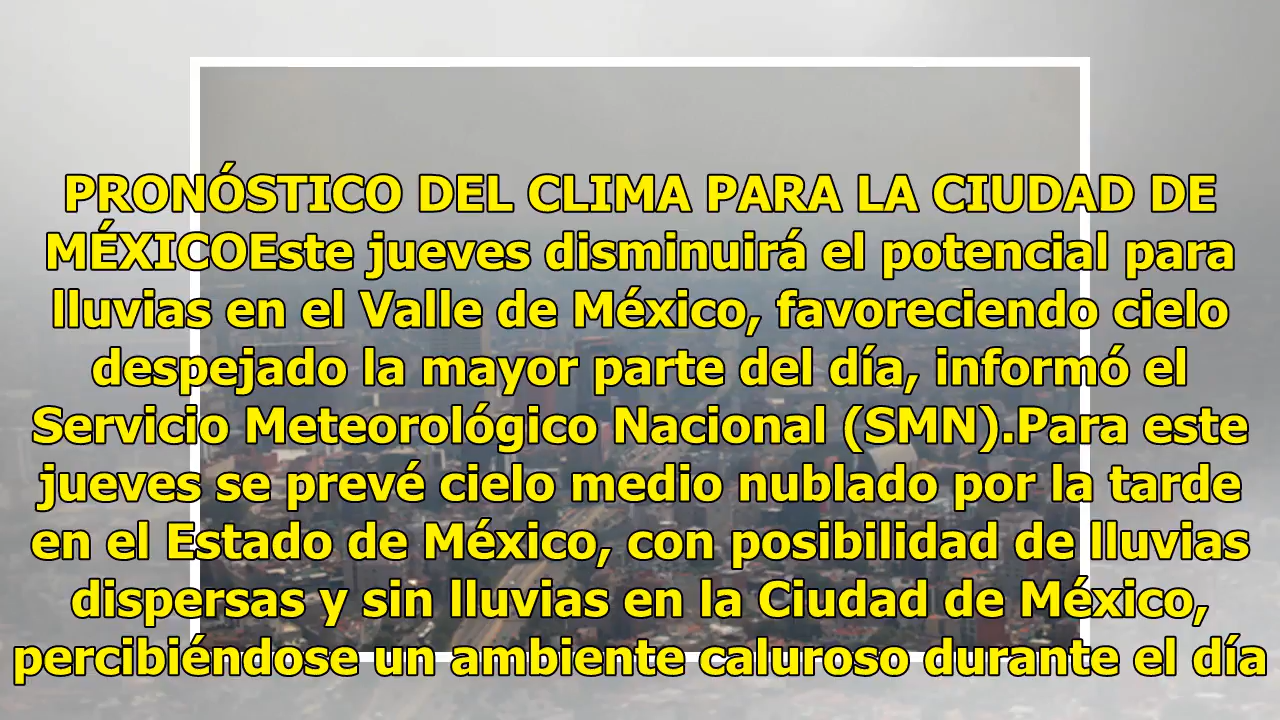 PRONÓSTICO DEL CLIMA PARA LA CIUDAD DE
MÉXICOEste jueves disminuirá el potencial para
lluvias en el Valle de México, favoreciendo cielo
despejado la mayor parte del día, informó el
Servicio Meteorológico Nacional (SMN).Para este
jueves se prevé cielo medio nublado por la tarde
en el Estado de México, con posibilidad de lluvias
dispersas y sin lluvias en la Ciudad de México,
percibiéndose un ambiente caluroso durante el día